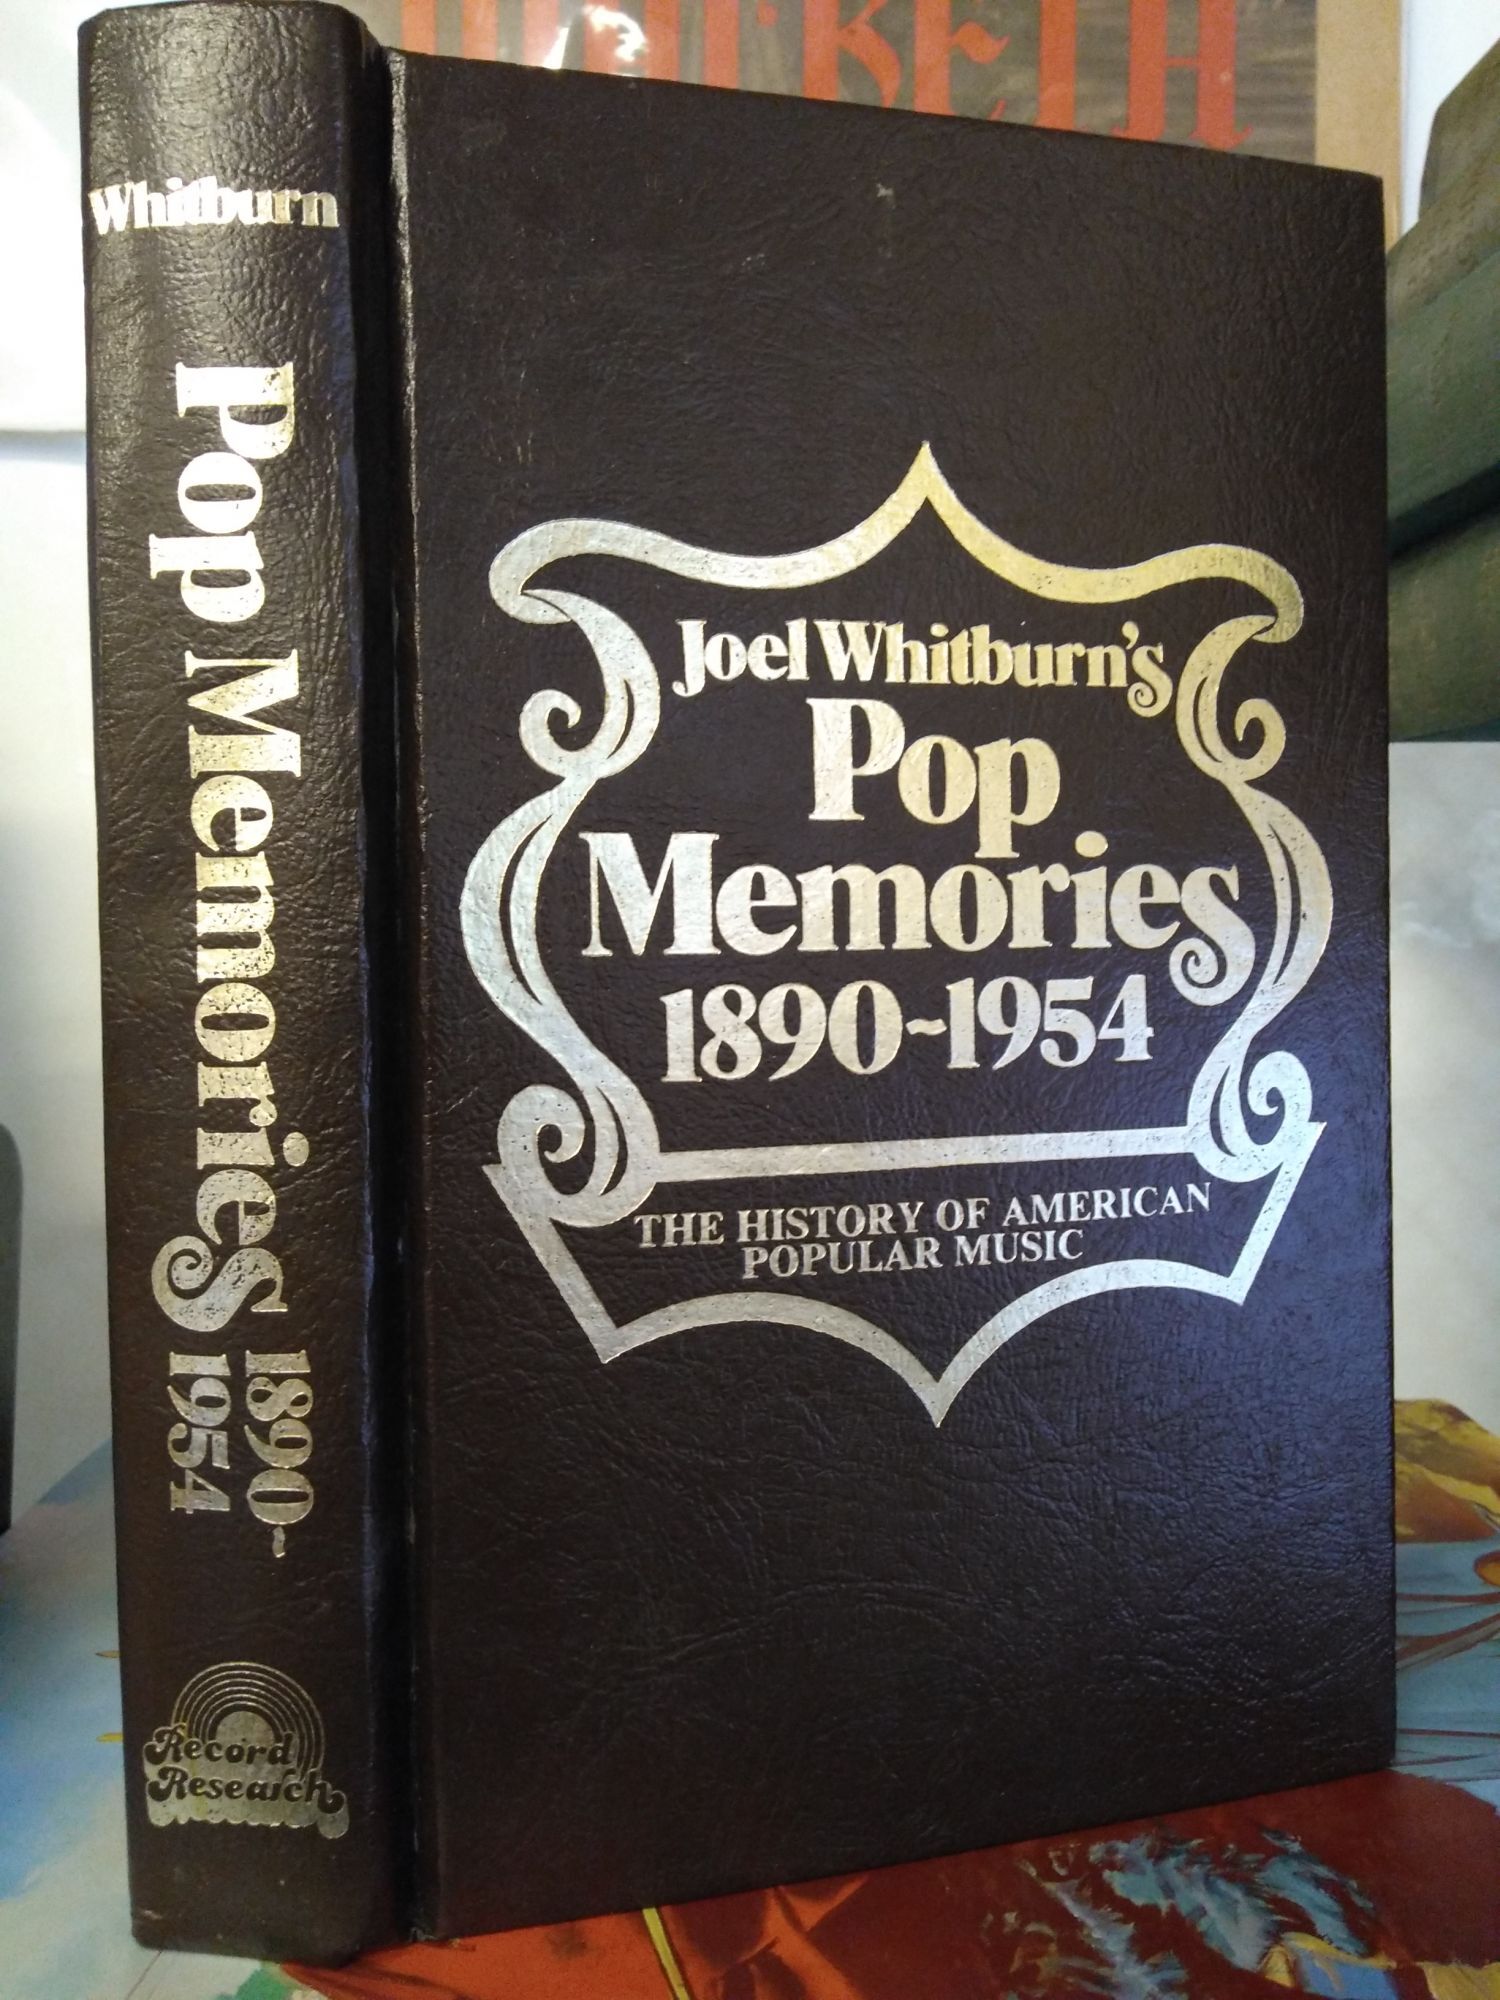 Whitburn
Pop Memories 1890~
1954
Record
Research
Joel Whitburn's
Pop
Memories
1890~1954
THE HISTORY OF AMERICAN
POPULAR MUSIC